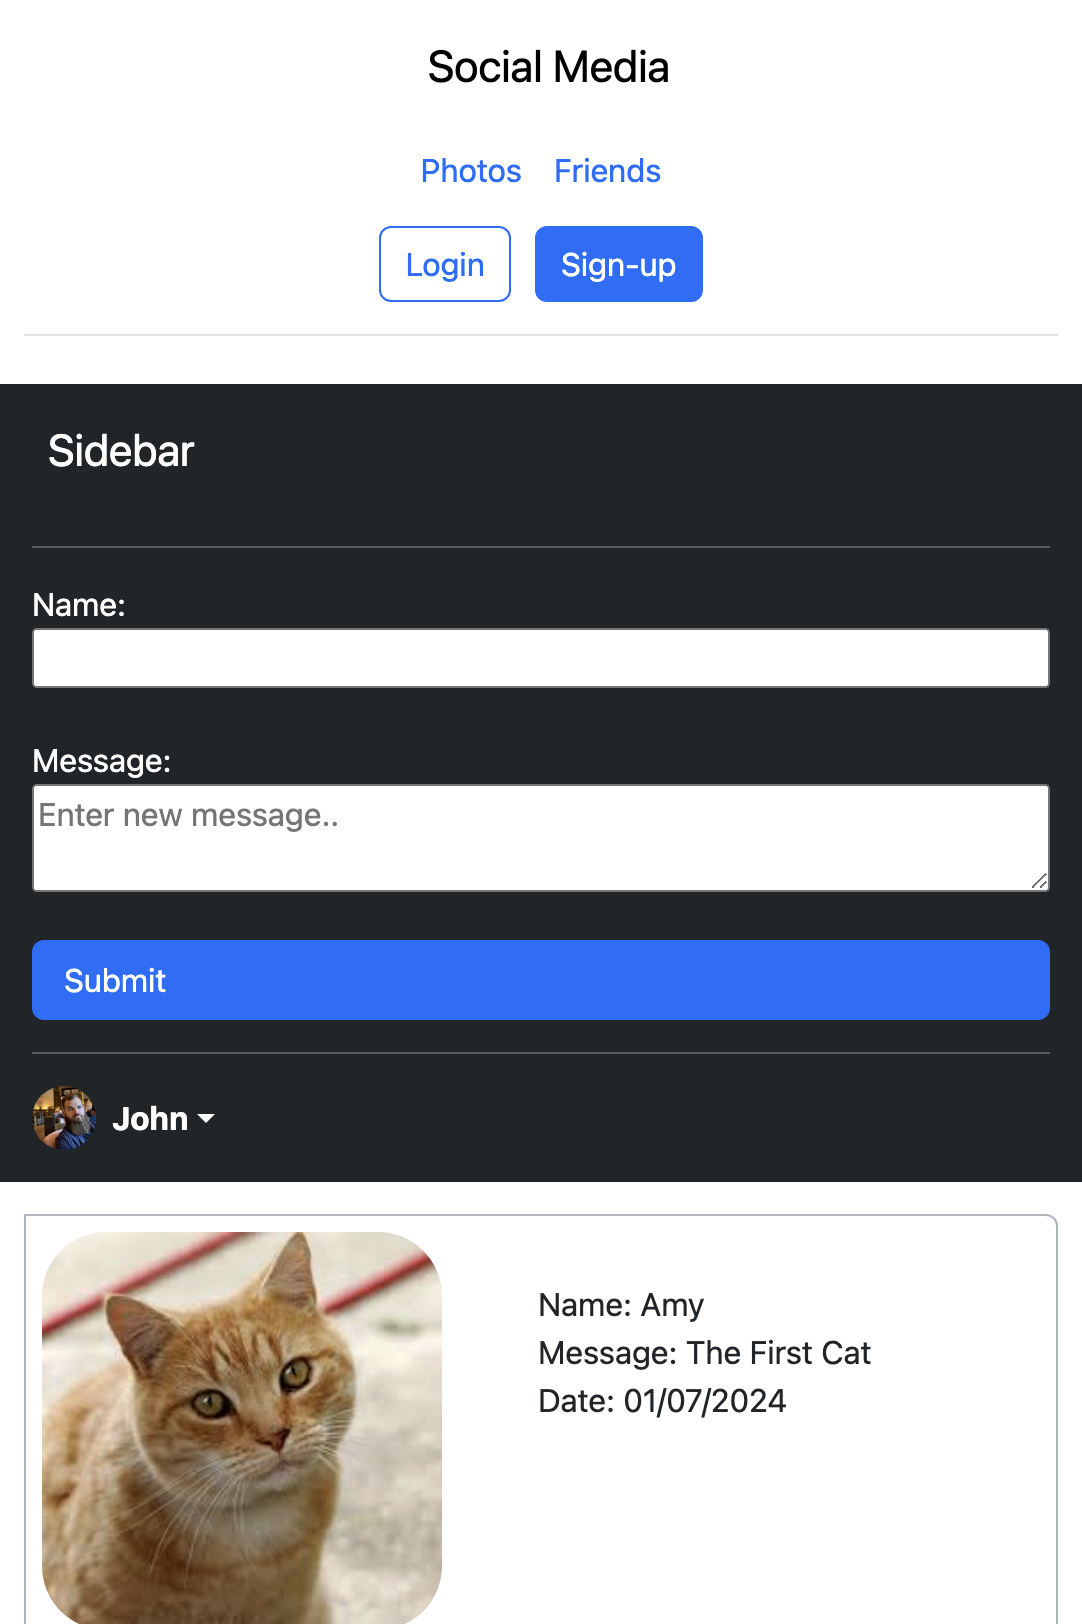 Social Media
Photos Friends
Login Sign-up
Sidebar
Name:
Message:
Enter new message..
Submit
John
Name: Amy
Message: The First Cat
Date: 01/07/2024